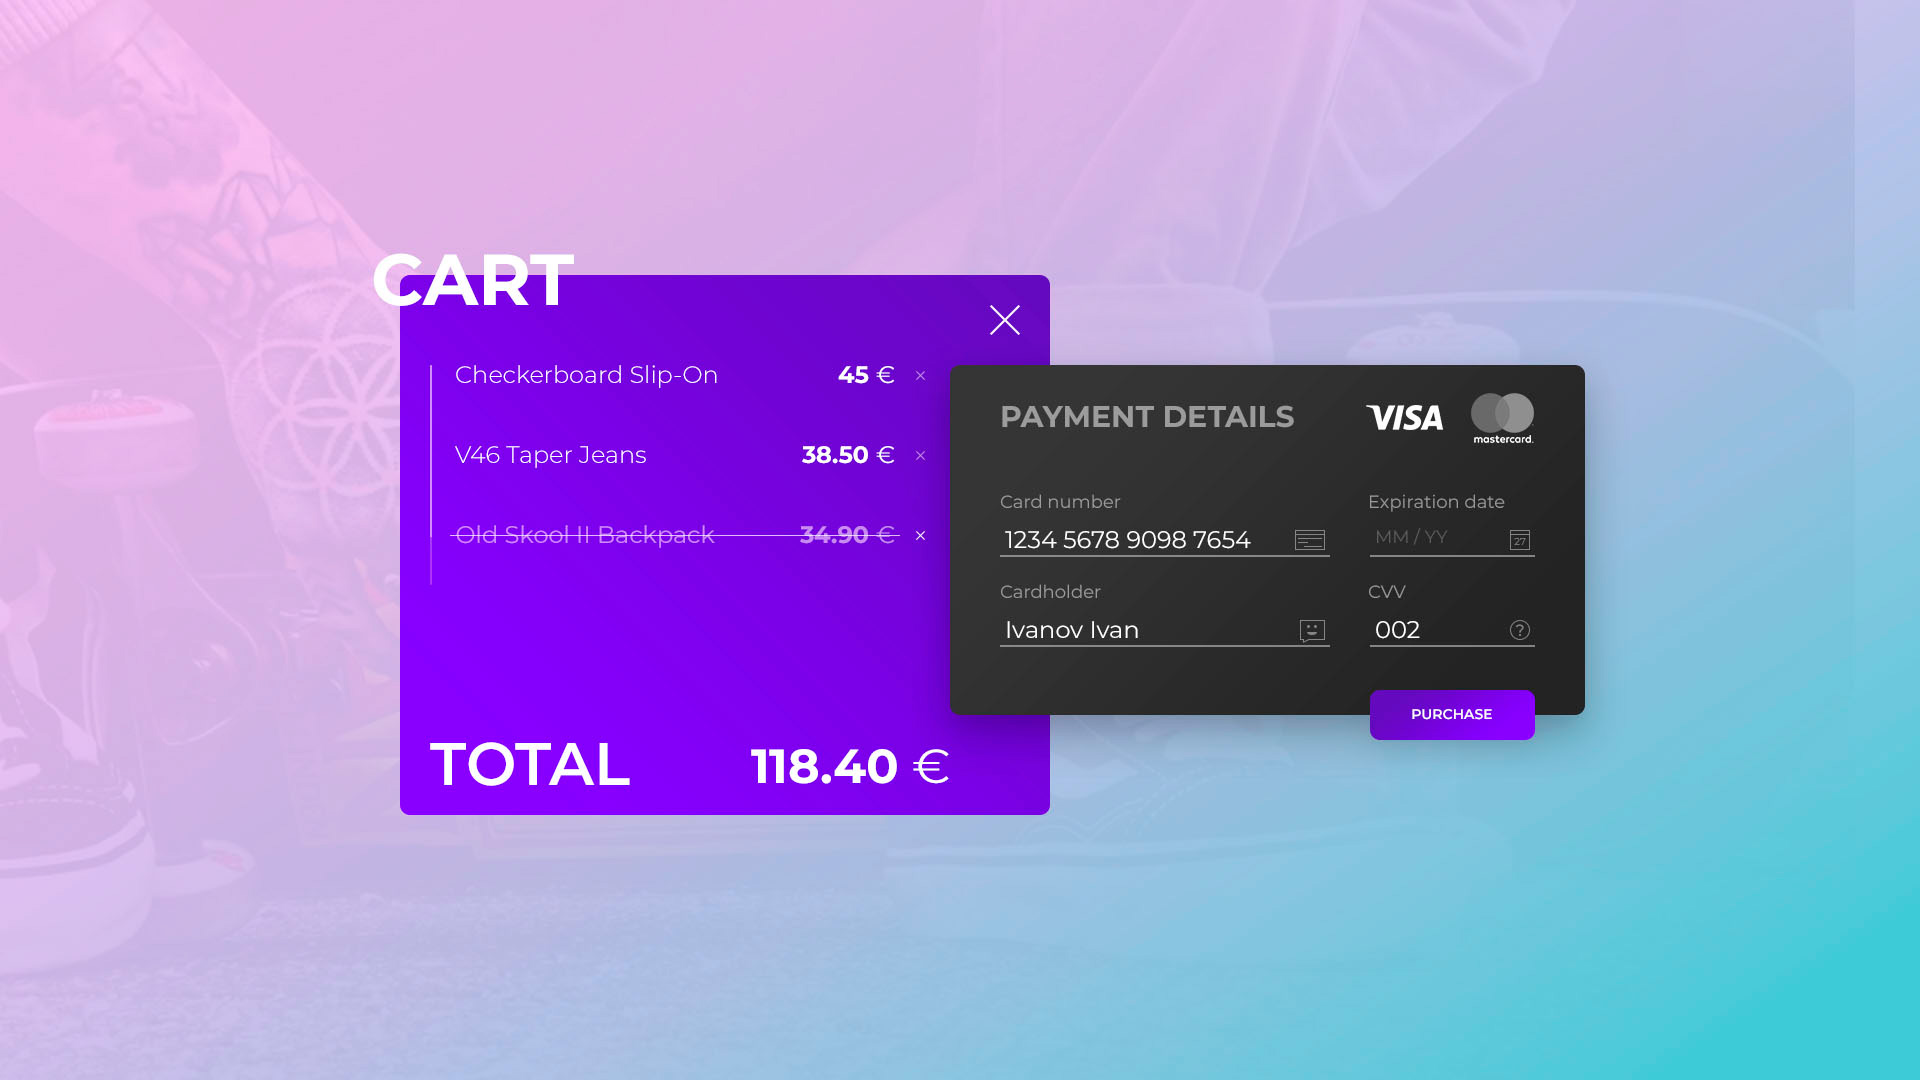 CART
Checkerboard Slip-On 45 € ×
V46 Taper Jeans 38.50 € ×
Old Skool II Backpack 34.90 € ×
TOTAL 118.40 €
PAYMENT DETAILS VISA mastercard.
Card number Expiration date
1234 5678 9098 7654 MM / YY 27
Cardholder CVV
Ivanov Ivan 002 ?
PURCHASE